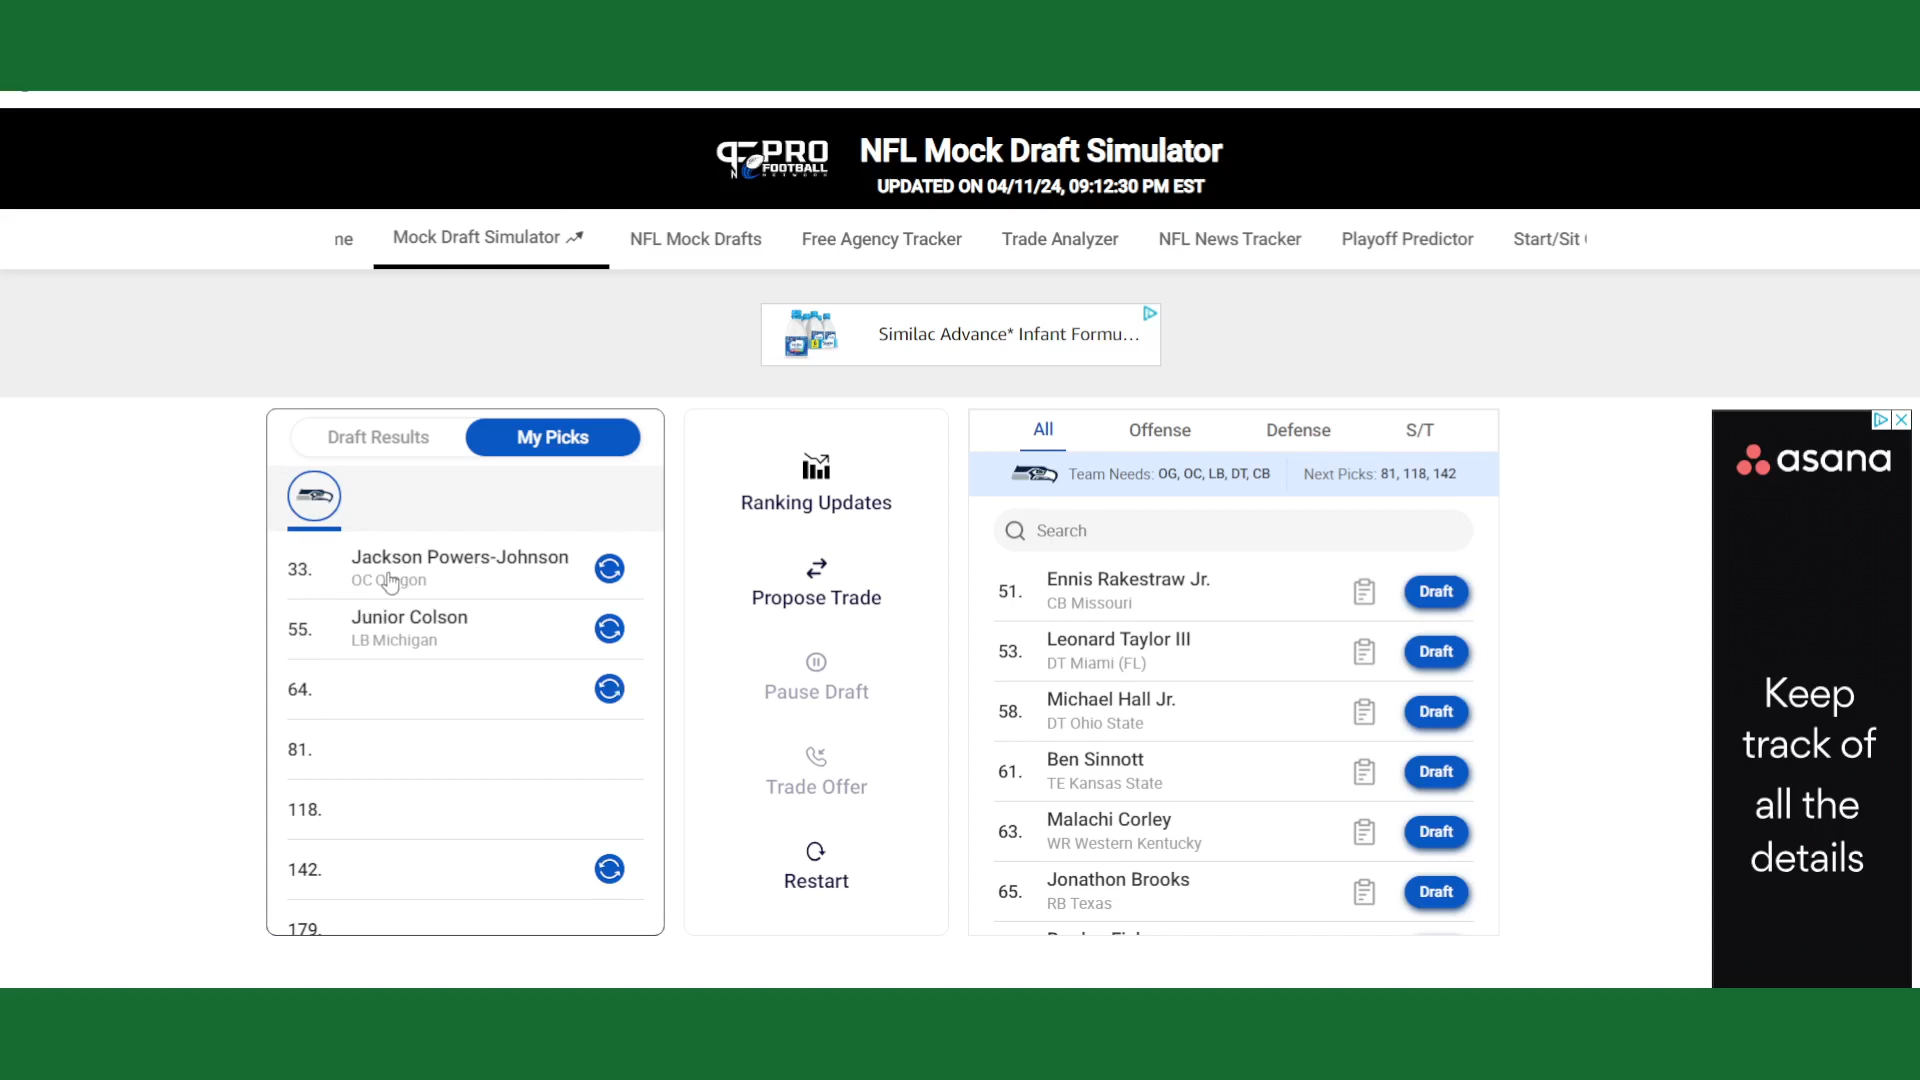 PRO
FOOTBALL
NETWORK
NFL Mock Draft Simulator
UPDATED ON 04/11/24, 09:12:30 PM EST
ne
Mock Draft Simulator
NFL Mock Drafts
Free Agency Tracker
Trade Analyzer
NFL News Tracker
Playoff Predictor
Start/Sit
Similac Advance* Infant Formu...
Draft Results
My Picks
33.
Jackson Powers-Johnson
OC Oregon
55.
Junior Colson
LB Michigan
64.
81.
118.
142.
179.
Ranking Updates
Propose Trade
Pause Draft
Trade Offer
Restart
All
Offense
Defense
S/T
Team Needs: OG, OC, LB, DT, CB
Next Picks: 81, 118, 142
Search
51.
Ennis Rakestraw Jr.
CB Missouri
Draft
53.
Leonard Taylor III
DT Miami (FL)
Draft
58.
Michael Hall Jr.
DT Ohio State
Draft
61.
Ben Sinnott
TE Kansas State
Draft
63.
Malachi Corley
WR Western Kentucky
Draft
65.
Jonathon Brooks
RB Texas
Draft
asana
Keep
track of
all the
details